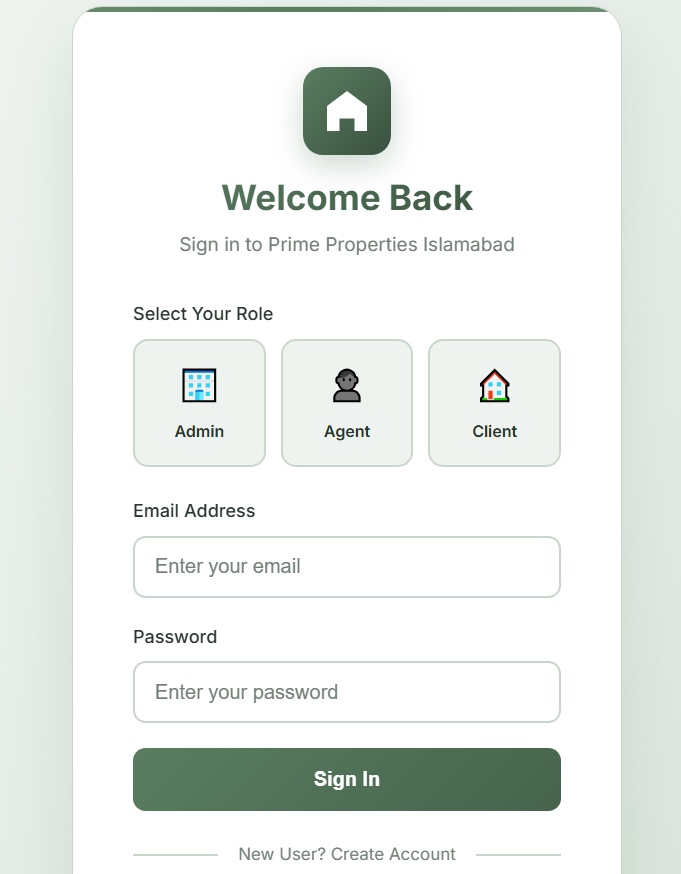 Welcome Back
Sign in to Prime Properties Islamabad
Select Your Role
Admin Agent Client
Email Address
Enter your email
Password
Enter your password
Sign In
New User? Create Account